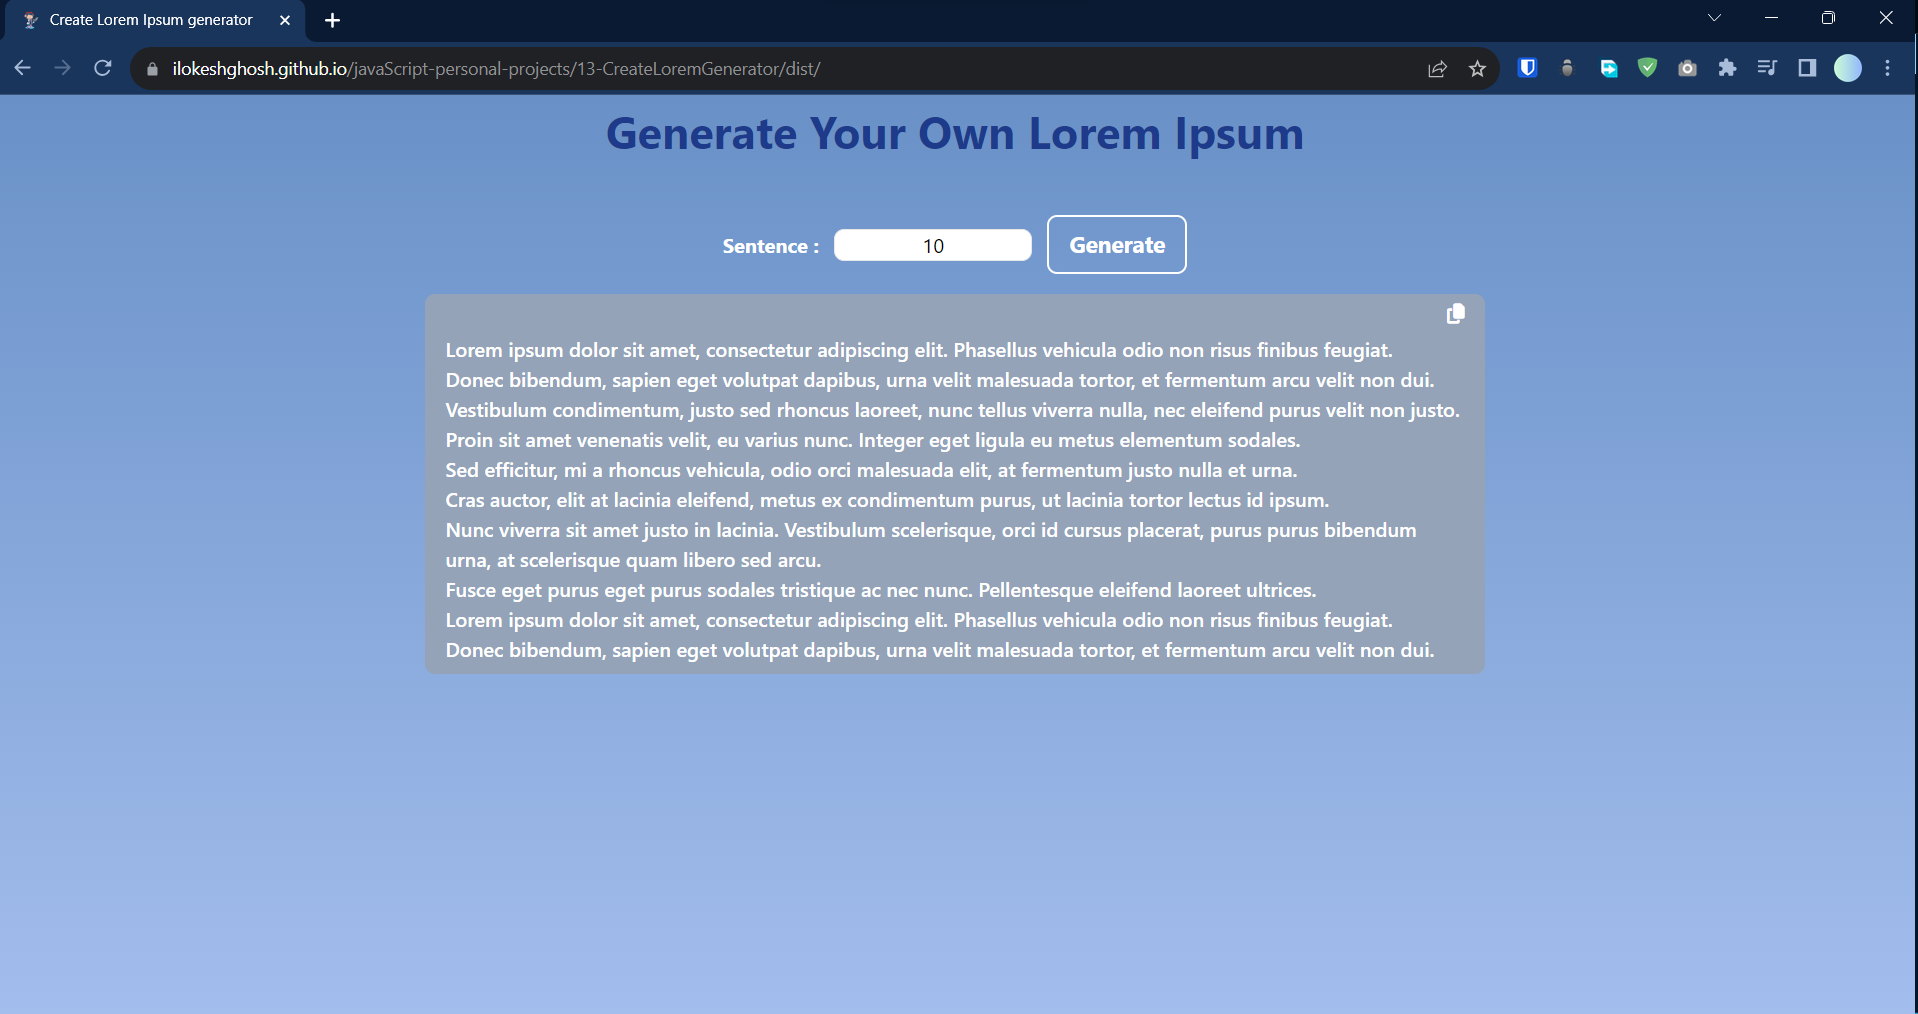 Create Lorem Ipsum generator
ilokeshghosh.github.io/javaScript-personal-projects/13-CreateLoremGenerator/dist/
Generate Your Own Lorem Ipsum
Sentence : 10 Generate
Lorem ipsum dolor sit amet, consectetur adipiscing elit. Phasellus vehicula odio non risus finibus feugiat.
Donec bibendum, sapien eget volutpat dapibus, urna velit malesuada tortor, et fermentum arcu velit non dui.
Vestibulum condimentum, justo sed rhoncus laoreet, nunc tellus viverra nulla, nec eleifend purus velit non justo.
Proin sit amet venenatis velit, eu varius nunc. Integer eget ligula eu metus elementum sodales.
Sed efficitur, mi a rhoncus vehicula, odio orci malesuada elit, at fermentum justo nulla et urna.
Cras auctor, elit at lacinia eleifend, metus ex condimentum purus, ut lacinia tortor lectus id ipsum.
Nunc viverra sit amet justo in lacinia. Vestibulum scelerisque, orci id cursus placerat, purus purus bibendum
urna, at scelerisque quam libero sed arcu.
Fusce eget purus eget purus sodales tristique ac nec nunc. Pellentesque eleifend laoreet ultrices.
Lorem ipsum dolor sit amet, consectetur adipiscing elit. Phasellus vehicula odio non risus finibus feugiat.
Donec bibendum, sapien eget volutpat dapibus, urna velit malesuada tortor, et fermentum arcu velit non dui.